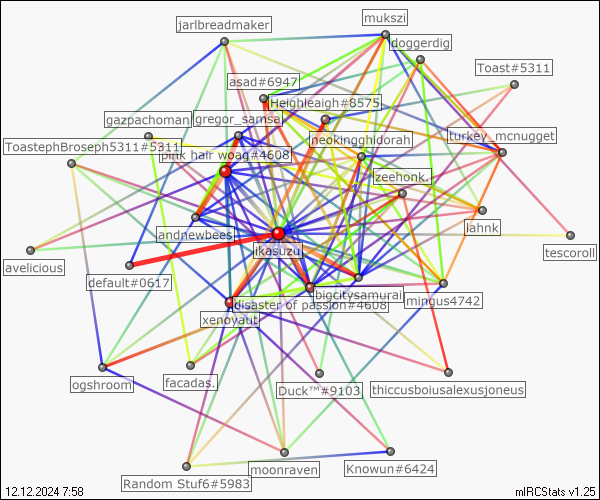 jarlbreadmaker
mukszi
doggerdig
Toast#5311
asad#6947
Heighleigh#8575
gazpachoman
gregor_samsa
turkey_mcnugget
neokingghidorah
ToastephBroseph5311#5311
pink hair woag#4608
zeehonk.
lahnk
andnewbees
ikasuzu
tescoroll
avelicious
default#0617
bigcitysamurai
mingus4742
disaster of passion#4608
xenoyaut
ogshroom
facadas.
Duck™#9103
thiccusboiusalexusjoneus
moonraven
Knowun#6424
Random Stuf6#5983
12.12.2024 7:58
mIRCStats v1.25